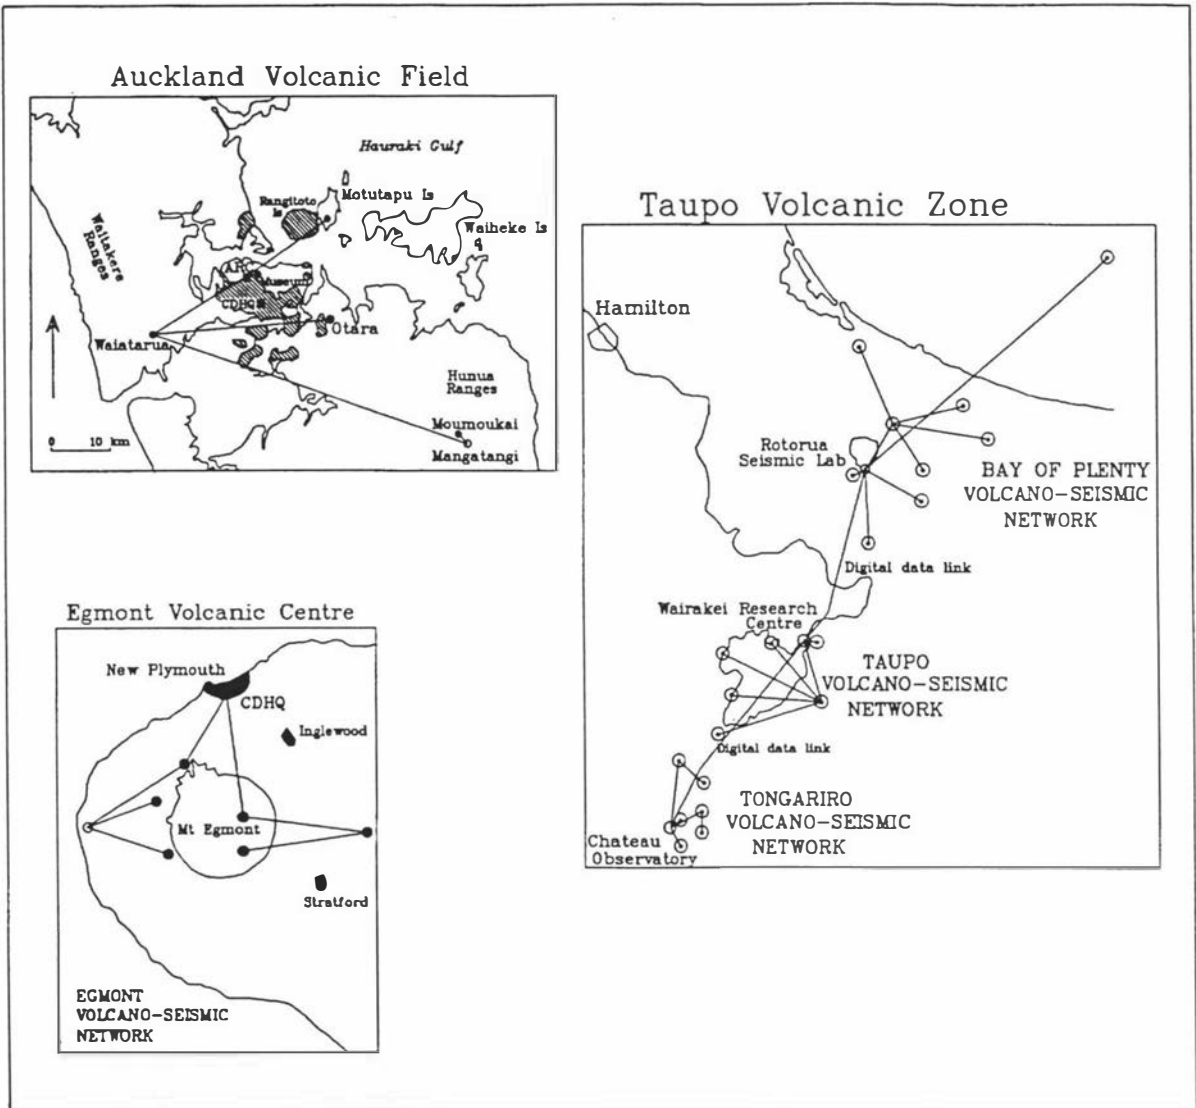 Auckland Volcanic Field
Hauraki Gulf
Rangitoto
Is
Motutapu Is
Waiheke Is
Waitakere
Ranges
Museum
CDHQ
Otara
Waiatarua
Hunua
Ranges
Moumoukai
Mangatangi
0 10 km
Taupo Volcanic Zone
Hamilton
Rotorua
Seismic Lab
BAY OF PLENTY
VOLCANO-SEISMIC
NETWORK
Digital data link
Wairakei Research
Centre
TAUPO
VOLCANO-SEISMIC
NETWORK
Digital data link
TONGARIRO
VOLCANO-SEISMIC
NETWORK
Chateau
Observatory
Egmont Volcanic Centre
New Plymouth
CDHQ
Inglewood
Mt Egmont
Stratford
EGMONT
VOLCANO-SEISMIC
NETWORK